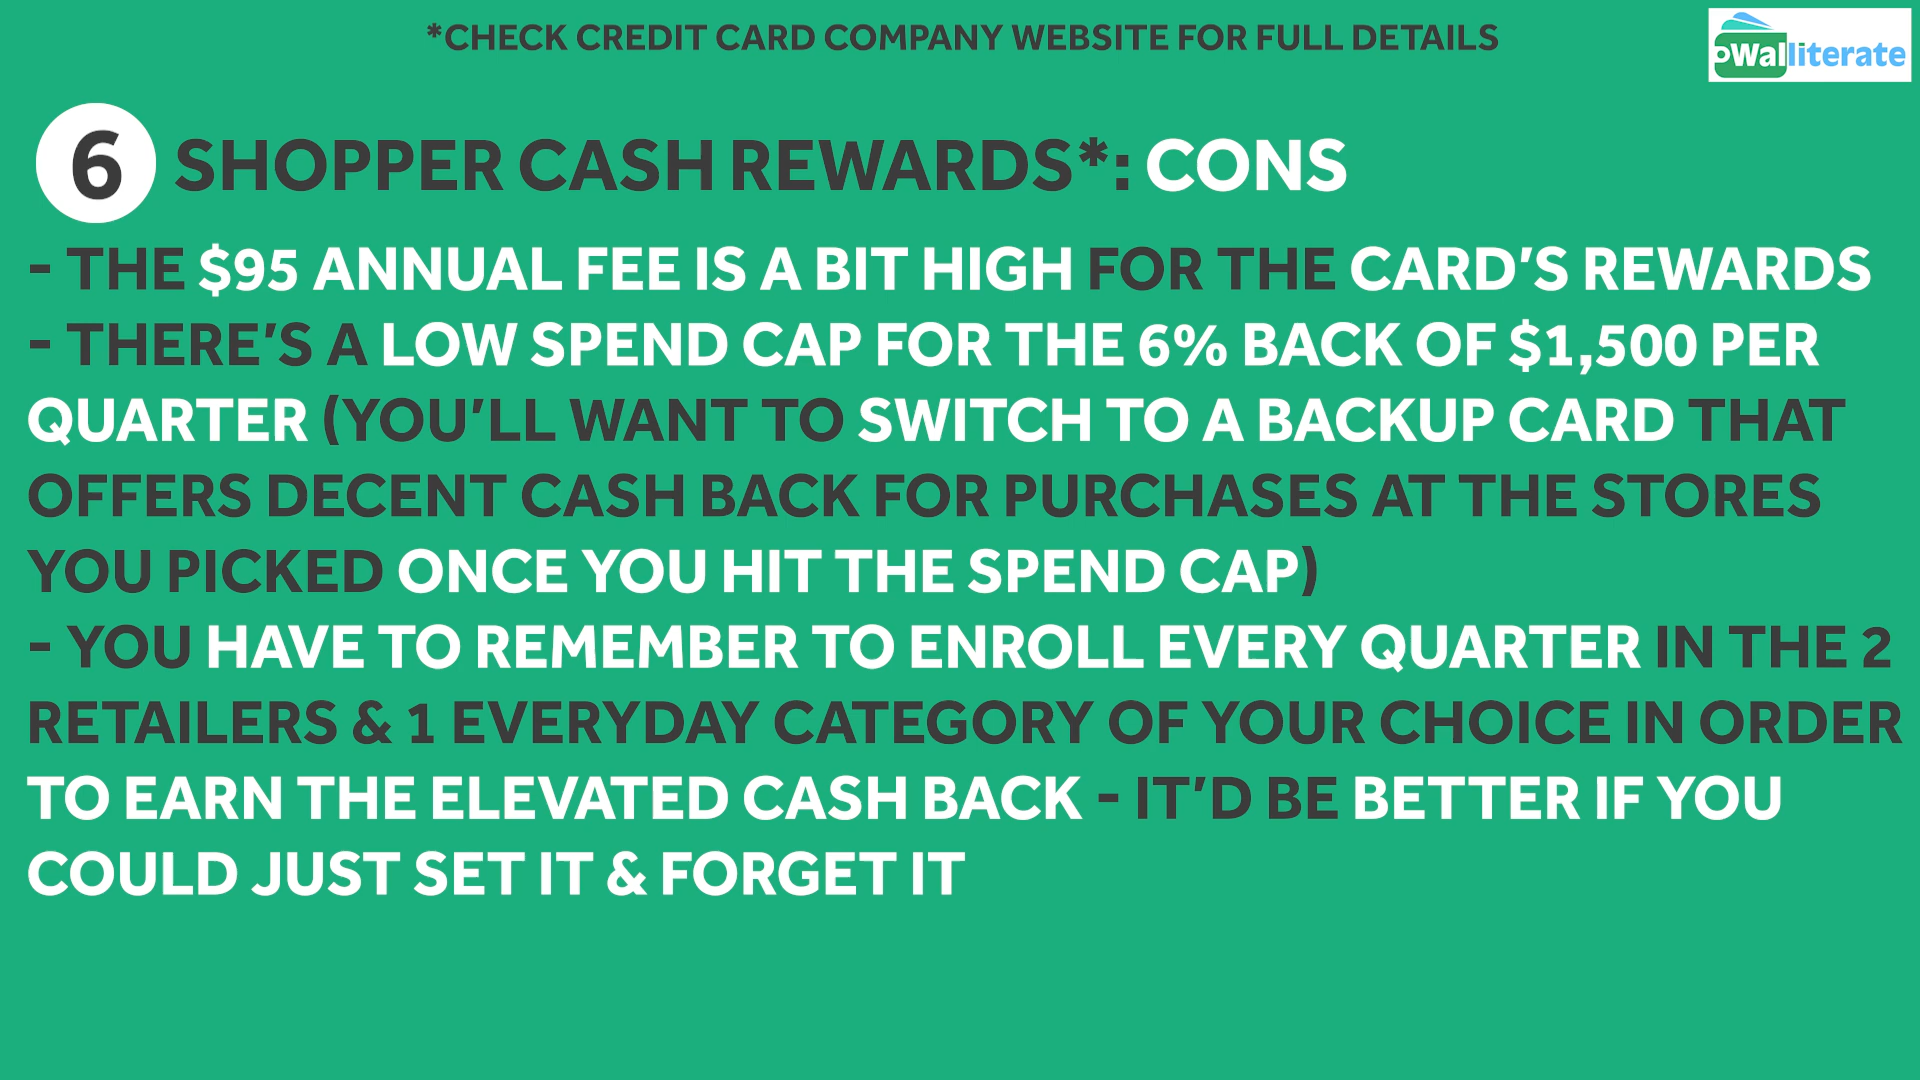 *CHECK CREDIT CARD COMPANY WEBSITE FOR FULL DETAILS
Walliterate
6 SHOPPER CASH REWARDS*: CONS
- THE $95 ANNUAL FEE IS A BIT HIGH FOR THE CARD'S REWARDS
- THERE'S A LOW SPEND CAP FOR THE 6% BACK OF $1,500 PER
QUARTER (YOU'LL WANT TO SWITCH TO A BACKUP CARD THAT
OFFERS DECENT CASH BACK FOR PURCHASES AT THE STORES
YOU PICKED ONCE YOU HIT THE SPEND CAP)
- YOU HAVE TO REMEMBER TO ENROLL EVERY QUARTER IN THE 2
RETAILERS & 1 EVERYDAY CATEGORY OF YOUR CHOICE IN ORDER
TO EARN THE ELEVATED CASH BACK - IT'D BE BETTER IF YOU
COULD JUST SET IT & FORGET IT